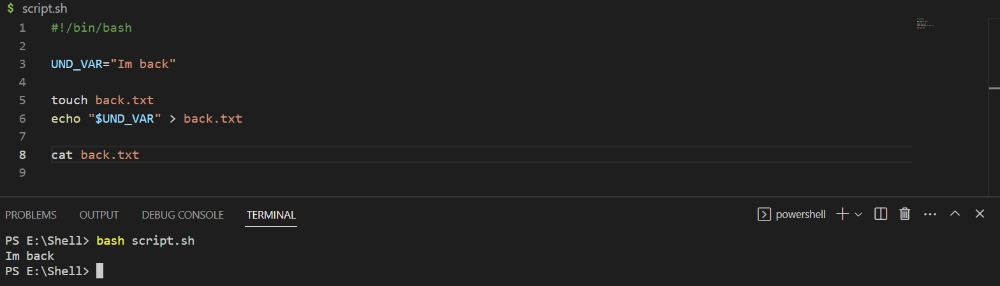 $ script.sh
1 #!/bin/bash
2
3 UND_VAR="Im back"
4
5 touch back.txt
6 echo "$UND_VAR" > back.txt
7
8 cat back.txt
9
PROBLEMS OUTPUT DEBUG CONSOLE TERMINAL powershell
PS E:\Shell> bash script.sh
Im back
PS E:\Shell>